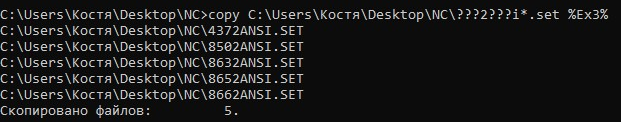 C:\Users\Костя\Desktop\NC>copy C:\Users\Костя\Desktop\NC\???2???i*.set %Ex3%
C:\Users\Костя\Desktop\NC\4372ANSI.SET
C:\Users\Костя\Desktop\NC\8502ANSI.SET
C:\Users\Костя\Desktop\NC\8632ANSI.SET
C:\Users\Костя\Desktop\NC\8652ANSI.SET
C:\Users\Костя\Desktop\NC\8662ANSI.SET
Скопировано файлов:         5.